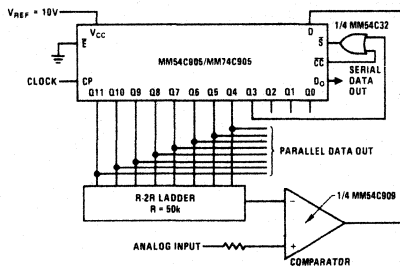 V_REF = 10V
1/4 MM54C32
V_CC
D
E̅
S̅
MM54C905/MM74C905
C̅C̅
CLOCK
CP
D_O
SERIAL DATA OUT
Q11 Q10 Q9 Q8 Q7 Q6 Q5 Q4 Q3 Q2 Q1 Q0
PARALLEL DATA OUT
R-2R LADDER
R = 50k
1/4 MM54C909
−
+
ANALOG INPUT
COMPARATOR